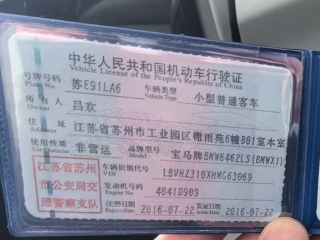 中华人民共和国机动车行驶证
Vehicle License of the People's Republic of China
号牌号码 苏E91LA6 车辆类型 小型普通客车
Plate No. Vehicle Type
所有人 吕欢
Owner
住址 江苏省苏州市工业园区榭雨苑6幢801室本室
Address
使用性质 非营运 品牌型号 宝马牌BMW6462LS(BMWX1)
Use Character
江苏省苏州 车辆识别代号 LBVHZ310XHMG63069
VIN
市公安局交 发动机号码 4841D909
Engine No.
通警察支队 注册日期 2016-07-22 发证日期 2016-07-22